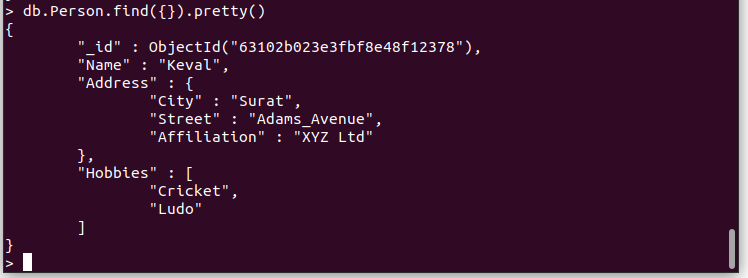 > db.Person.find({}).pretty()
{
        "_id" : ObjectId("63102b023e3fbf8e48f12378"),
        "Name" : "Keval",
        "Address" : {
                "City" : "Surat",
                "Street" : "Adams_Avenue",
                "Affiliation" : "XYZ Ltd"
        },
        "Hobbies" : [
                "Cricket",
                "Ludo"
        ]
}
>